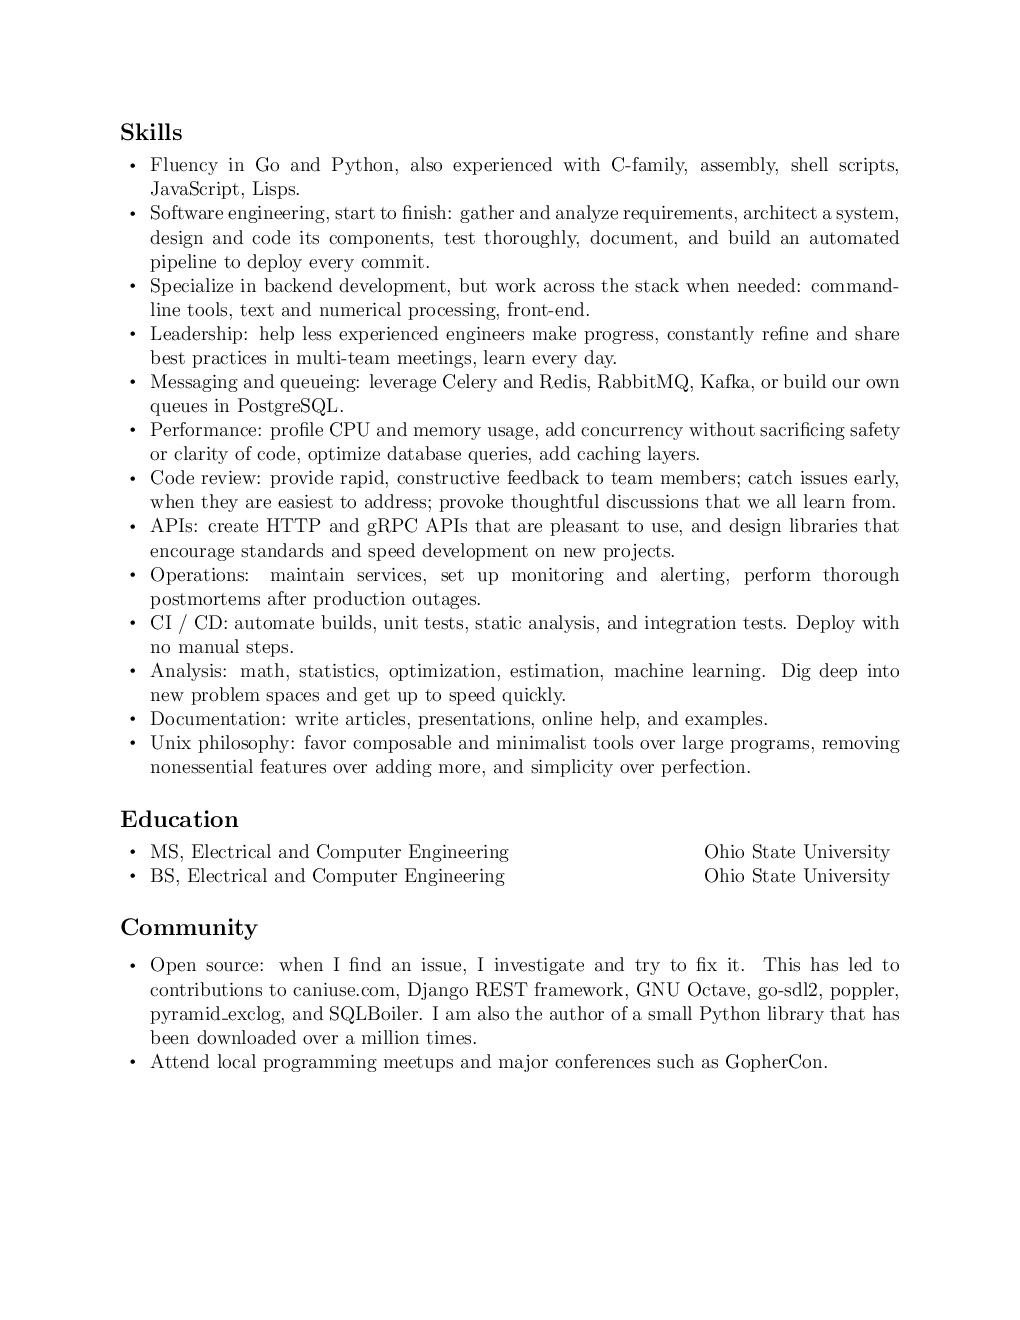 Skills
• Fluency in Go and Python, also experienced with C-family, assembly, shell scripts,
JavaScript, Lisps.
• Software engineering, start to finish: gather and analyze requirements, architect a system,
design and code its components, test thoroughly, document, and build an automated
pipeline to deploy every commit.
• Specialize in backend development, but work across the stack when needed: command-
line tools, text and numerical processing, front-end.
• Leadership: help less experienced engineers make progress, constantly refine and share
best practices in multi-team meetings, learn every day.
• Messaging and queueing: leverage Celery and Redis, RabbitMQ, Kafka, or build our own
queues in PostgreSQL.
• Performance: profile CPU and memory usage, add concurrency without sacrificing safety
or clarity of code, optimize database queries, add caching layers.
• Code review: provide rapid, constructive feedback to team members; catch issues early,
when they are easiest to address; provoke thoughtful discussions that we all learn from.
• APIs: create HTTP and gRPC APIs that are pleasant to use, and design libraries that
encourage standards and speed development on new projects.
• Operations: maintain services, set up monitoring and alerting, perform thorough
postmortems after production outages.
• CI / CD: automate builds, unit tests, static analysis, and integration tests. Deploy with
no manual steps.
• Analysis: math, statistics, optimization, estimation, machine learning. Dig deep into
new problem spaces and get up to speed quickly.
• Documentation: write articles, presentations, online help, and examples.
• Unix philosophy: favor composable and minimalist tools over large programs, removing
nonessential features over adding more, and simplicity over perfection.
Education
• MS, Electrical and Computer Engineering Ohio State University
• BS, Electrical and Computer Engineering Ohio State University
Community
• Open source: when I find an issue, I investigate and try to fix it. This has led to
contributions to caniuse.com, Django REST framework, GNU Octave, go-sdl2, poppler,
pyramid_exclog, and SQLBoiler. I am also the author of a small Python library that has
been downloaded over a million times.
• Attend local programming meetups and major conferences such as GopherCon.